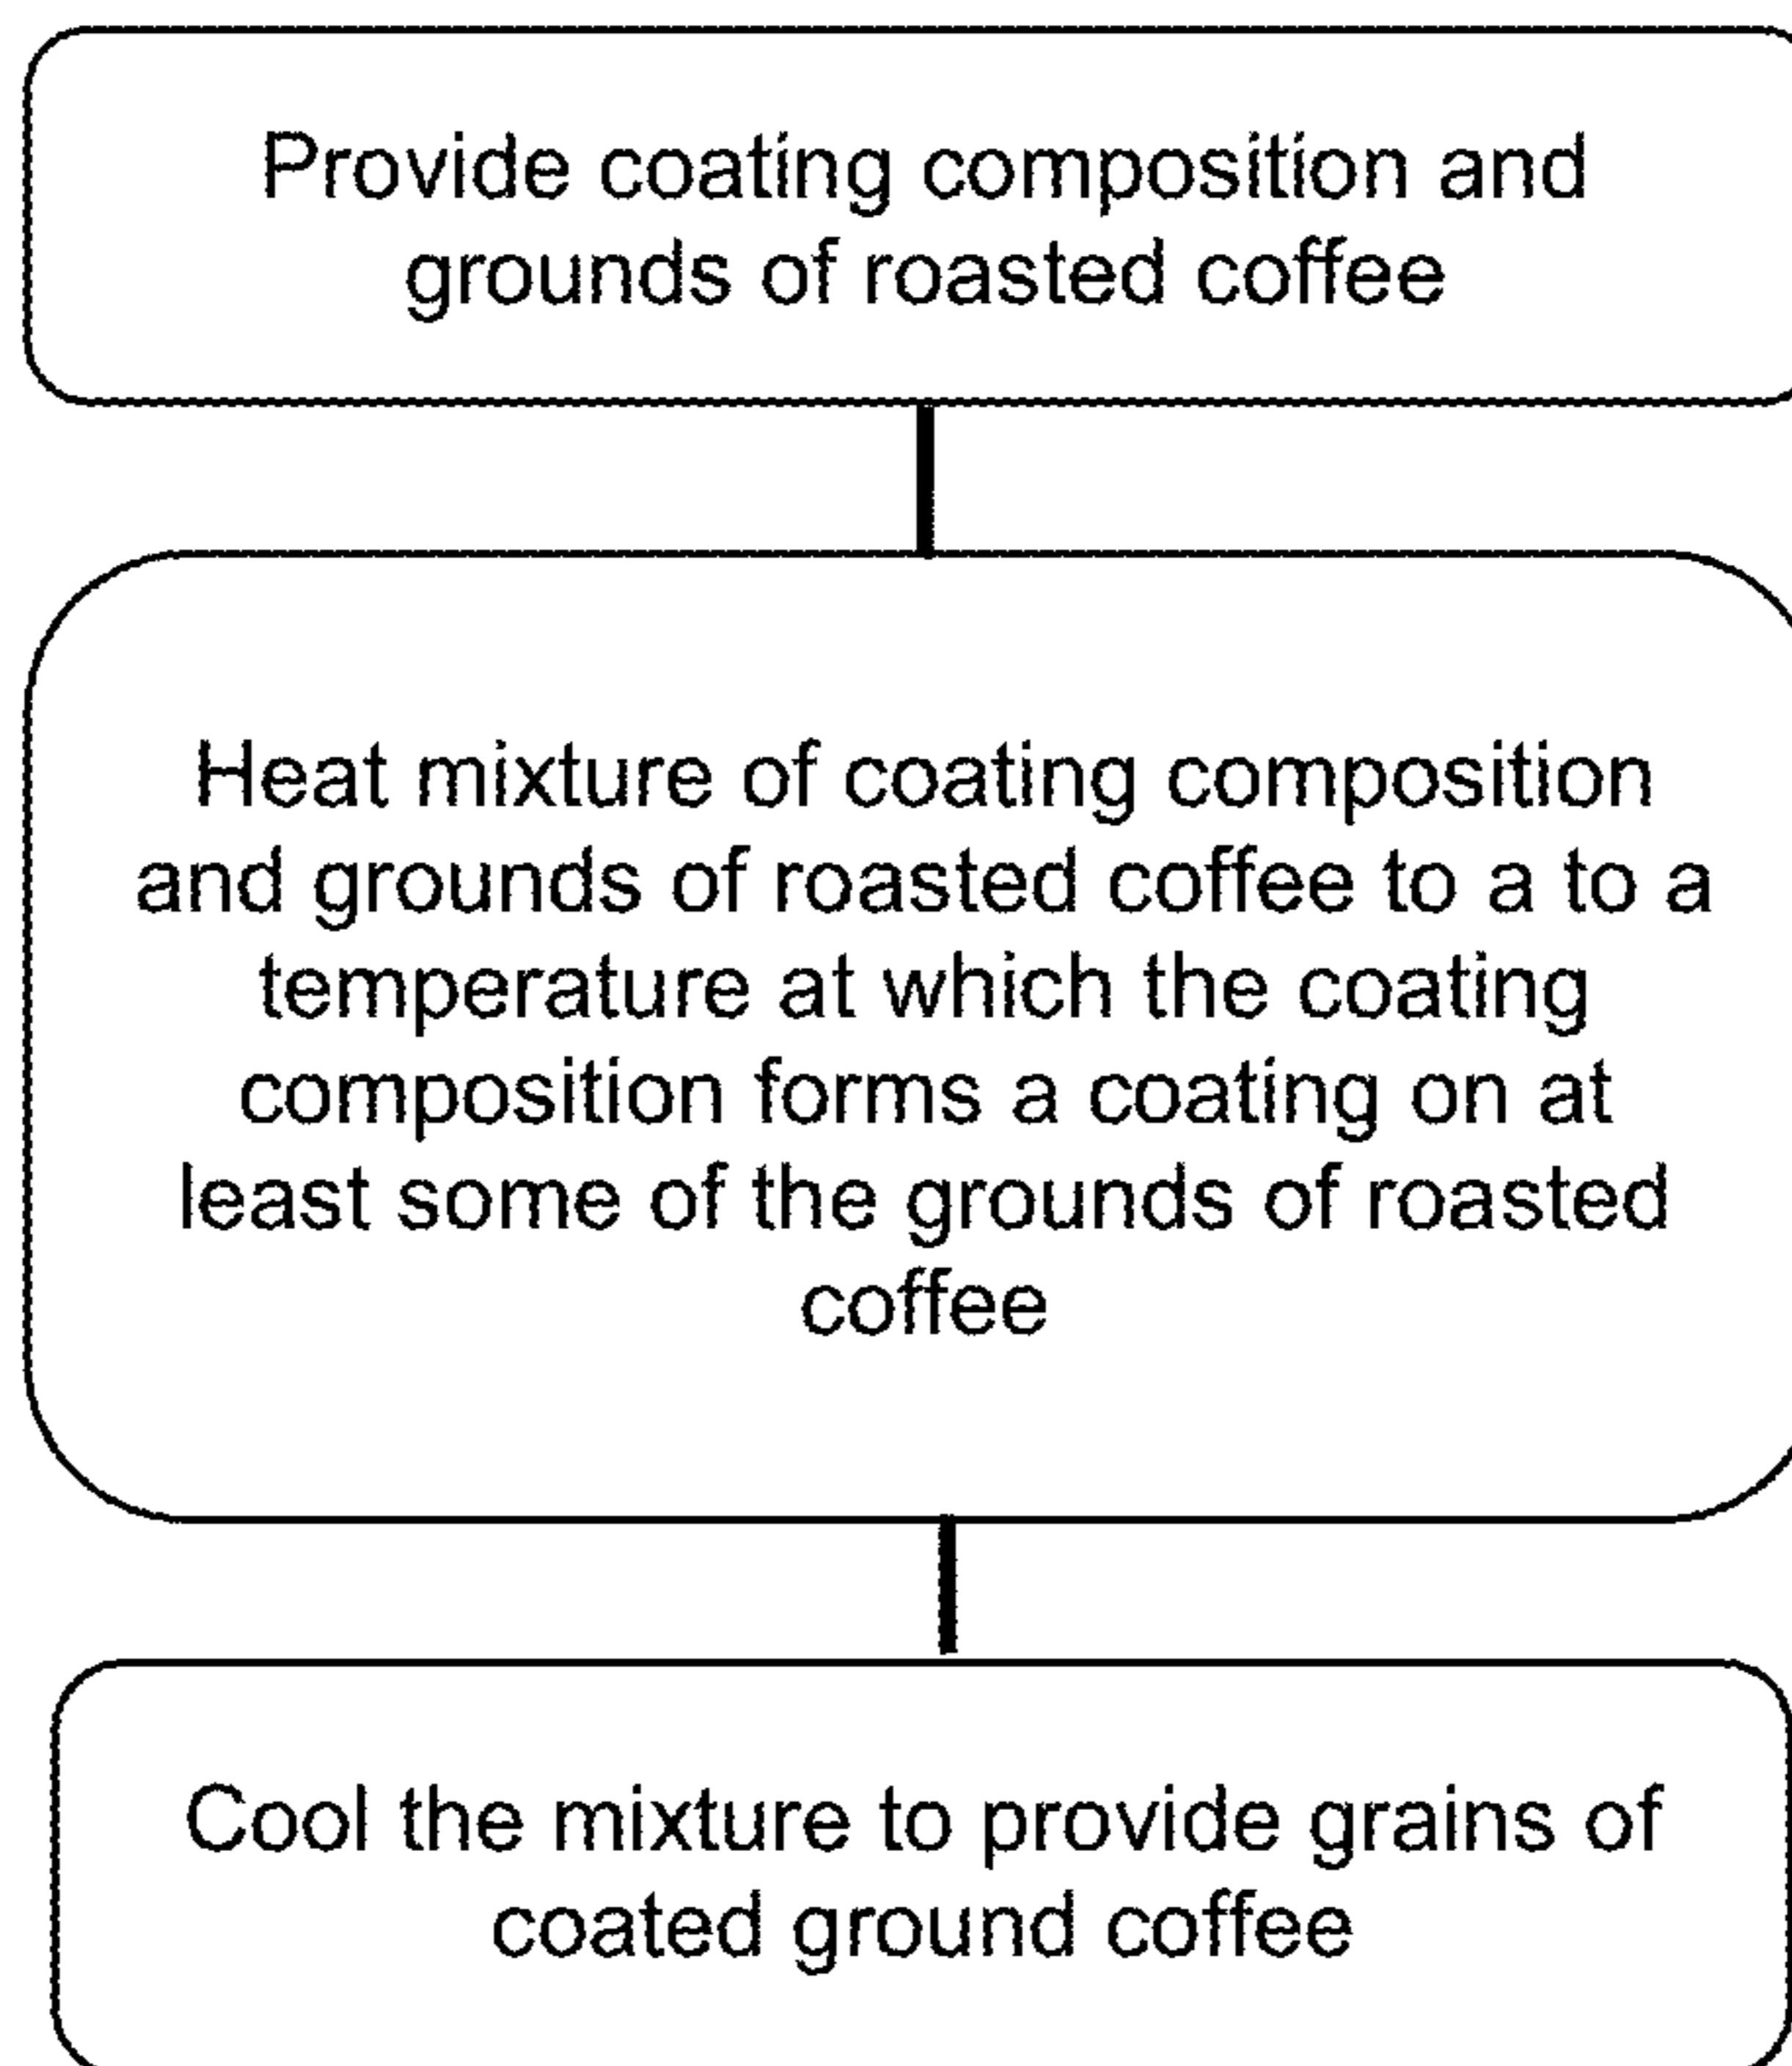 Provide coating composition and
grounds of roasted coffee
Heat mixture of coating composition
and grounds of roasted coffee to a to a
temperature at which the coating
composition forms a coating on at
least some of the grounds of roasted
coffee
Cool the mixture to provide grains of
coated ground coffee